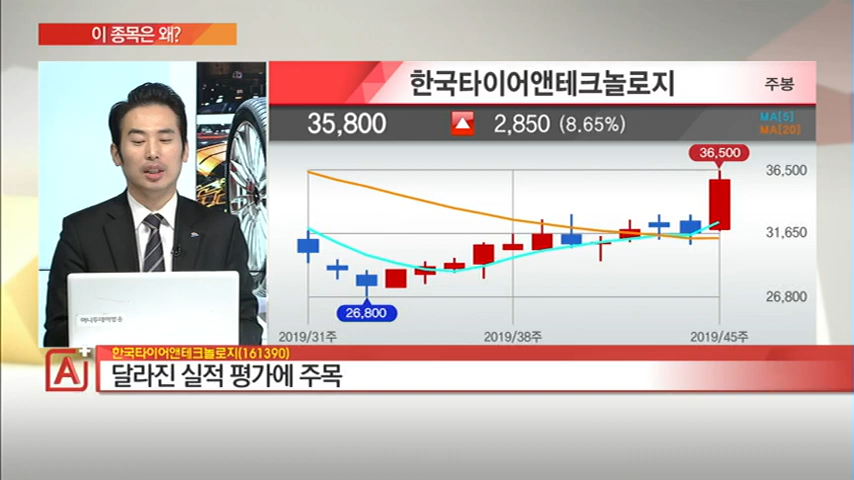 이 종목은 왜?
한국타이어앤테크놀로지
주봉
35,800 ▲ 2,850 (8.65%)
MA[5]
MA[20]
36,500
36,500
31,650
26,800
26,800
2019/31주 2019/38주 2019/45주
A+
한국타이어앤테크놀로지(161390)
달라진 실적 평가에 주목